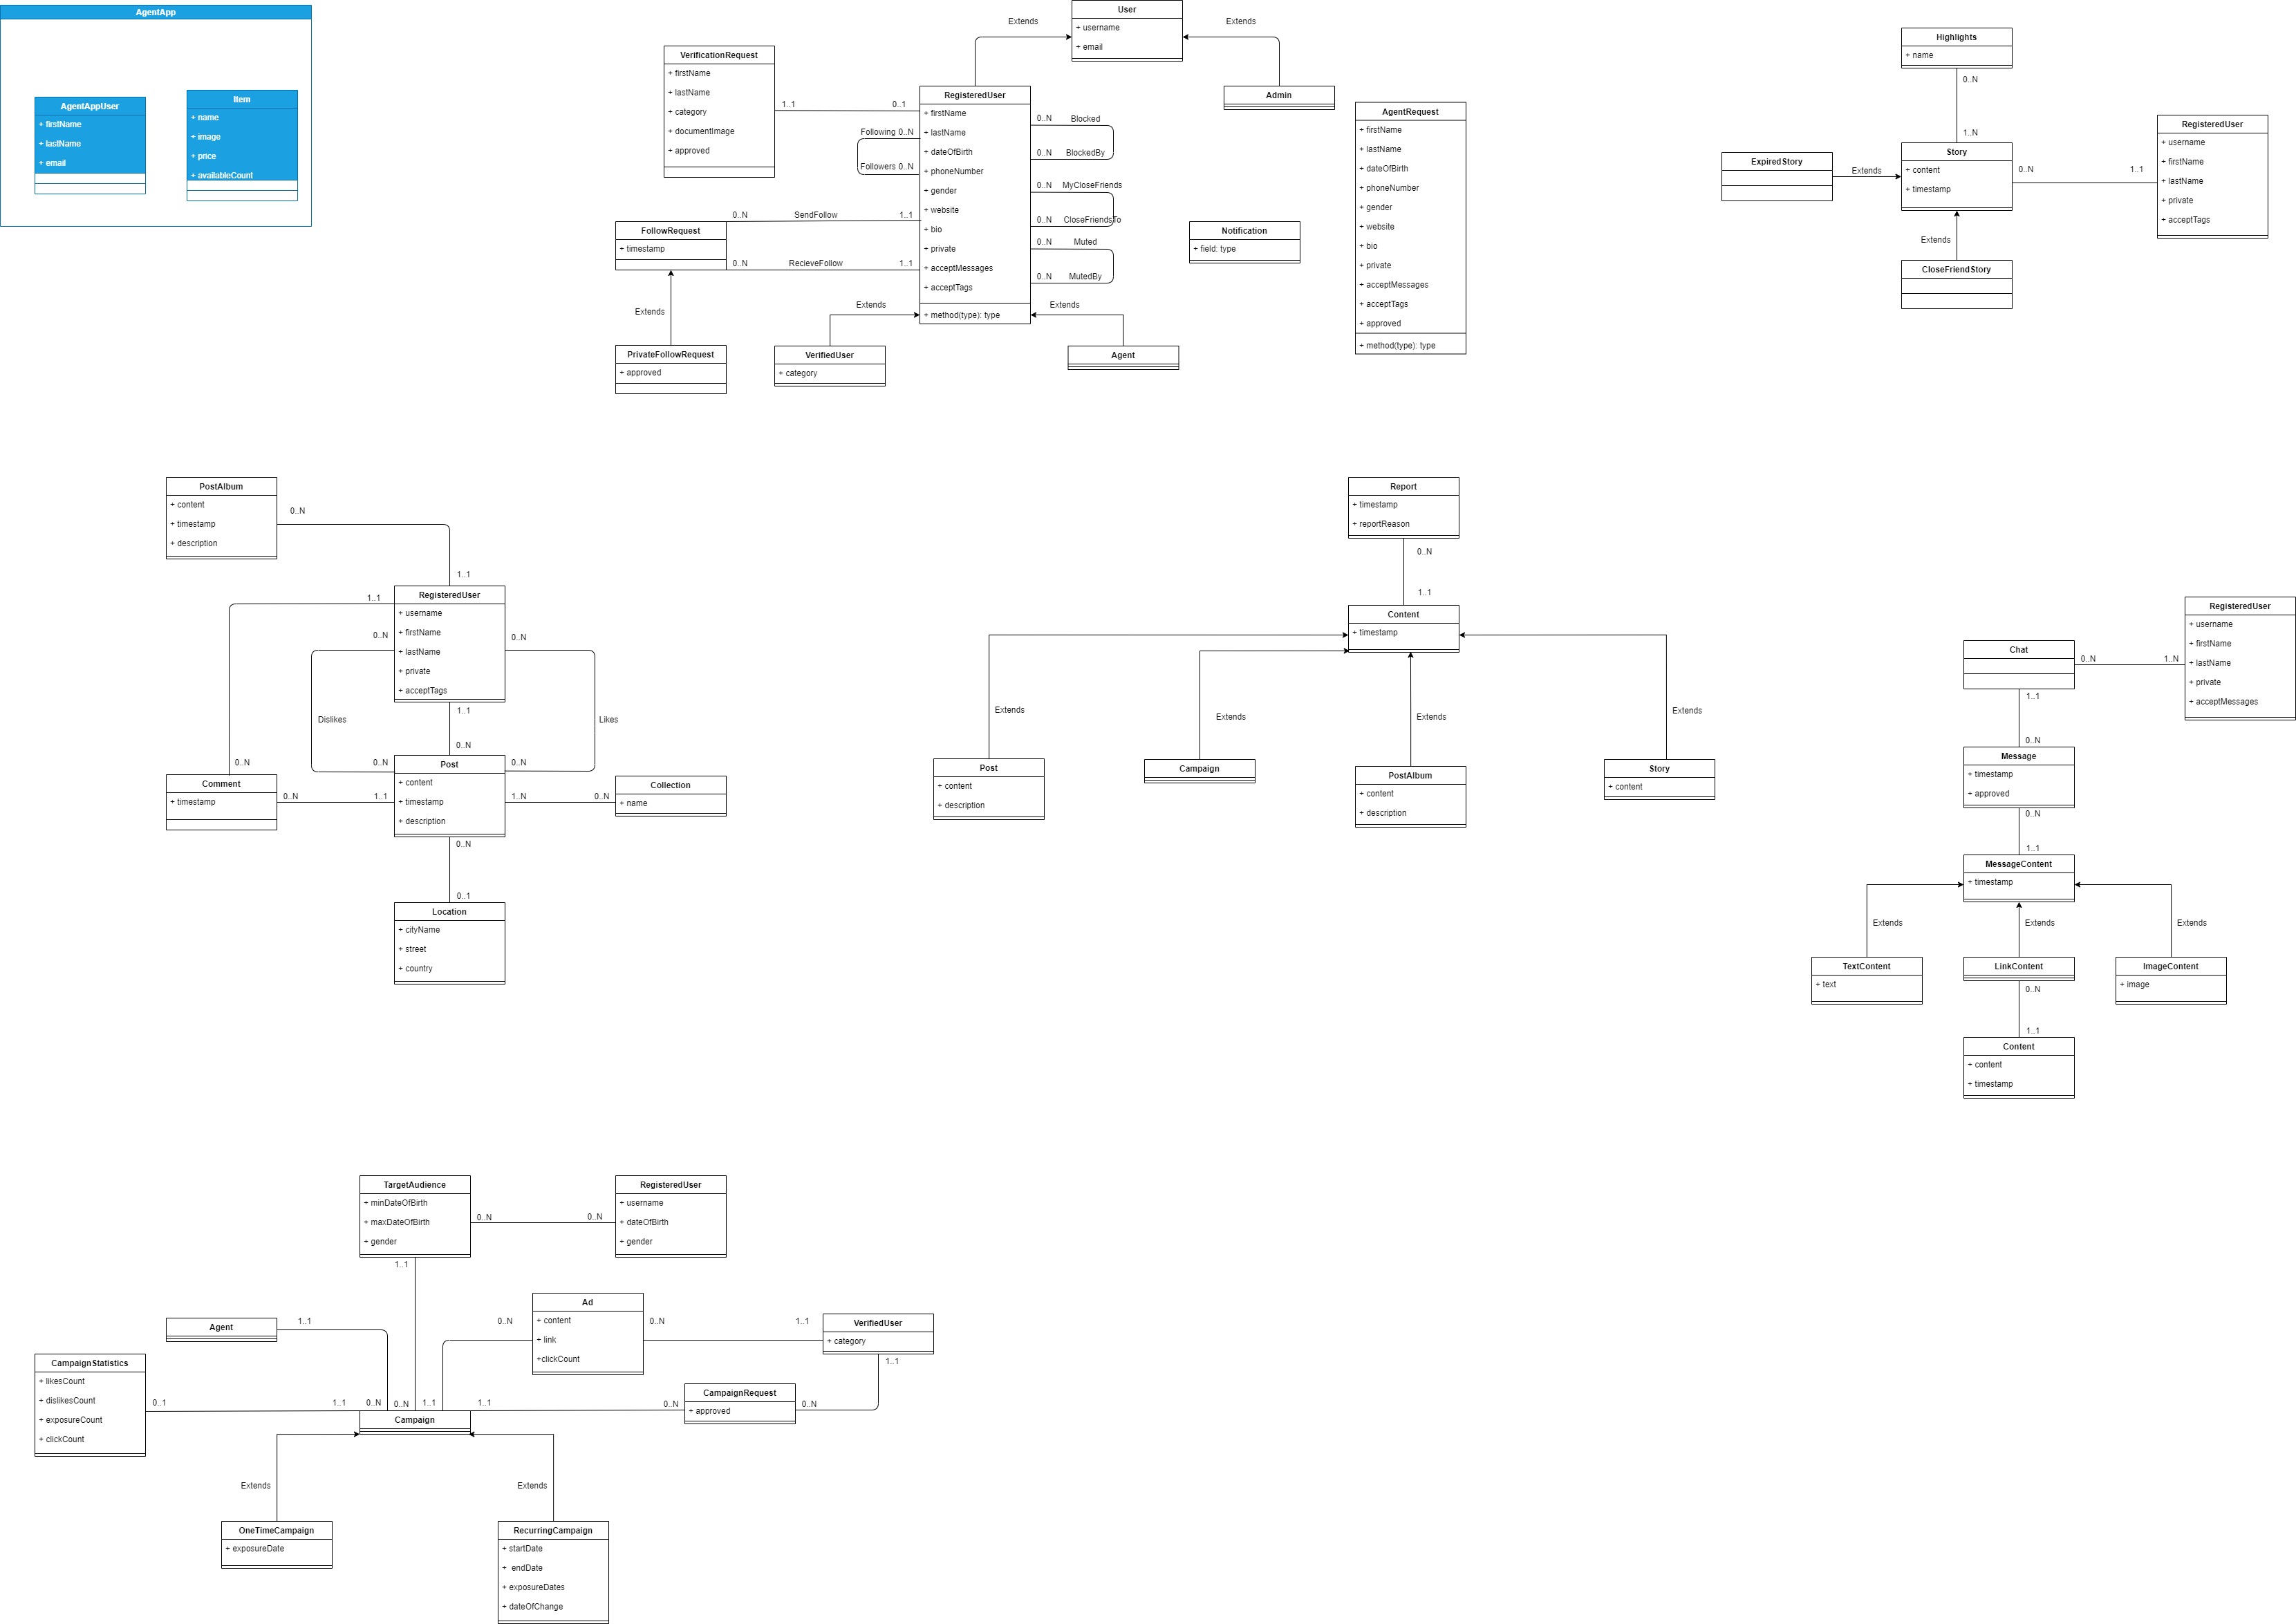 AgentApp
AgentAppUser
+ firstName
+ lastName
+ email
Item
+ name
+ image
+ price
+ availableCount
User
+ username
+ email
Extends
Extends
Admin
VerificationRequest
+ firstName
+ lastName
+ category
+ documentImage
+ approved
1..1
0..1
RegisteredUser
+ firstName
+ lastName
+ dateOfBirth
+ phoneNumber
+ gender
+ website
+ bio
+ private
+ acceptMessages
+ acceptTags
+ method(type): type
Following 0..N
Followers 0..N
0..N Blocked
0..N BlockedBy
0..N MyCloseFriends
0..N CloseFriendsTo
0..N Muted
0..N MutedBy
FollowRequest
+ timestamp
0..N SendFollow 1..1
0..N RecieveFollow 1..1
Extends
PrivateFollowRequest
+ approved
Extends
VerifiedUser
+ category
Extends
Agent
Notification
+ field: type
AgentRequest
+ firstName
+ lastName
+ dateOfBirth
+ phoneNumber
+ gender
+ website
+ bio
+ private
+ acceptMessages
+ acceptTags
+ approved
+ method(type): type
Highlights
+ name
0..N
1..N
Story
+ content
+ timestamp
ExpiredStory
Extends
0..N
1..1
RegisteredUser
+ username
+ firstName
+ lastName
+ private
+ acceptTags
Extends
CloseFriendStory
PostAlbum
+ content
+ timestamp
+ description
0..N
1..1
RegisteredUser
+ username
+ firstName
+ lastName
+ private
+ acceptTags
1..1
0..N
0..N
Dislikes
Likes
1..1
0..N
0..N
0..N
0..N
Post
+ content
+ timestamp
+ description
Comment
+ timestamp
0..N
1..1
1..N
0..N
Collection
+ name
0..N
0..1
Location
+ cityName
+ street
+ country
Report
+ timestamp
+ reportReason
0..N
1..1
Content
+ timestamp
Extends
Extends
Extends
Extends
Post
+ content
+ description
Campaign
PostAlbum
+ content
+ description
Story
+ content
Chat
0..N
1..N
RegisteredUser
+ username
+ firstName
+ lastName
+ private
+ acceptMessages
1..1
0..N
Message
+ timestamp
+ approved
0..N
1..1
MessageContent
+ timestamp
Extends
Extends
Extends
TextContent
+ text
LinkContent
ImageContent
+ image
0..N
1..1
Content
+ content
+ timestamp
TargetAudience
+ minDateOfBirth
+ maxDateOfBirth
+ gender
0..N
0..N
RegisteredUser
+ username
+ dateOfBirth
+ gender
1..1
Agent
1..1
Ad
+ content
+ link
+clickCount
0..N
0..N
1..1
VerifiedUser
+ category
1..1
CampaignStatistics
+ likesCount
+ dislikesCount
+ exposureCount
+ clickCount
0..1
1..1
0..N
0..N
1..1
1..1
0..N
CampaignRequest
+ approved
0..N
Campaign
Extends
Extends
OneTimeCampaign
+ exposureDate
RecurringCampaign
+ startDate
+ endDate
+ exposureDates
+ dateOfChange